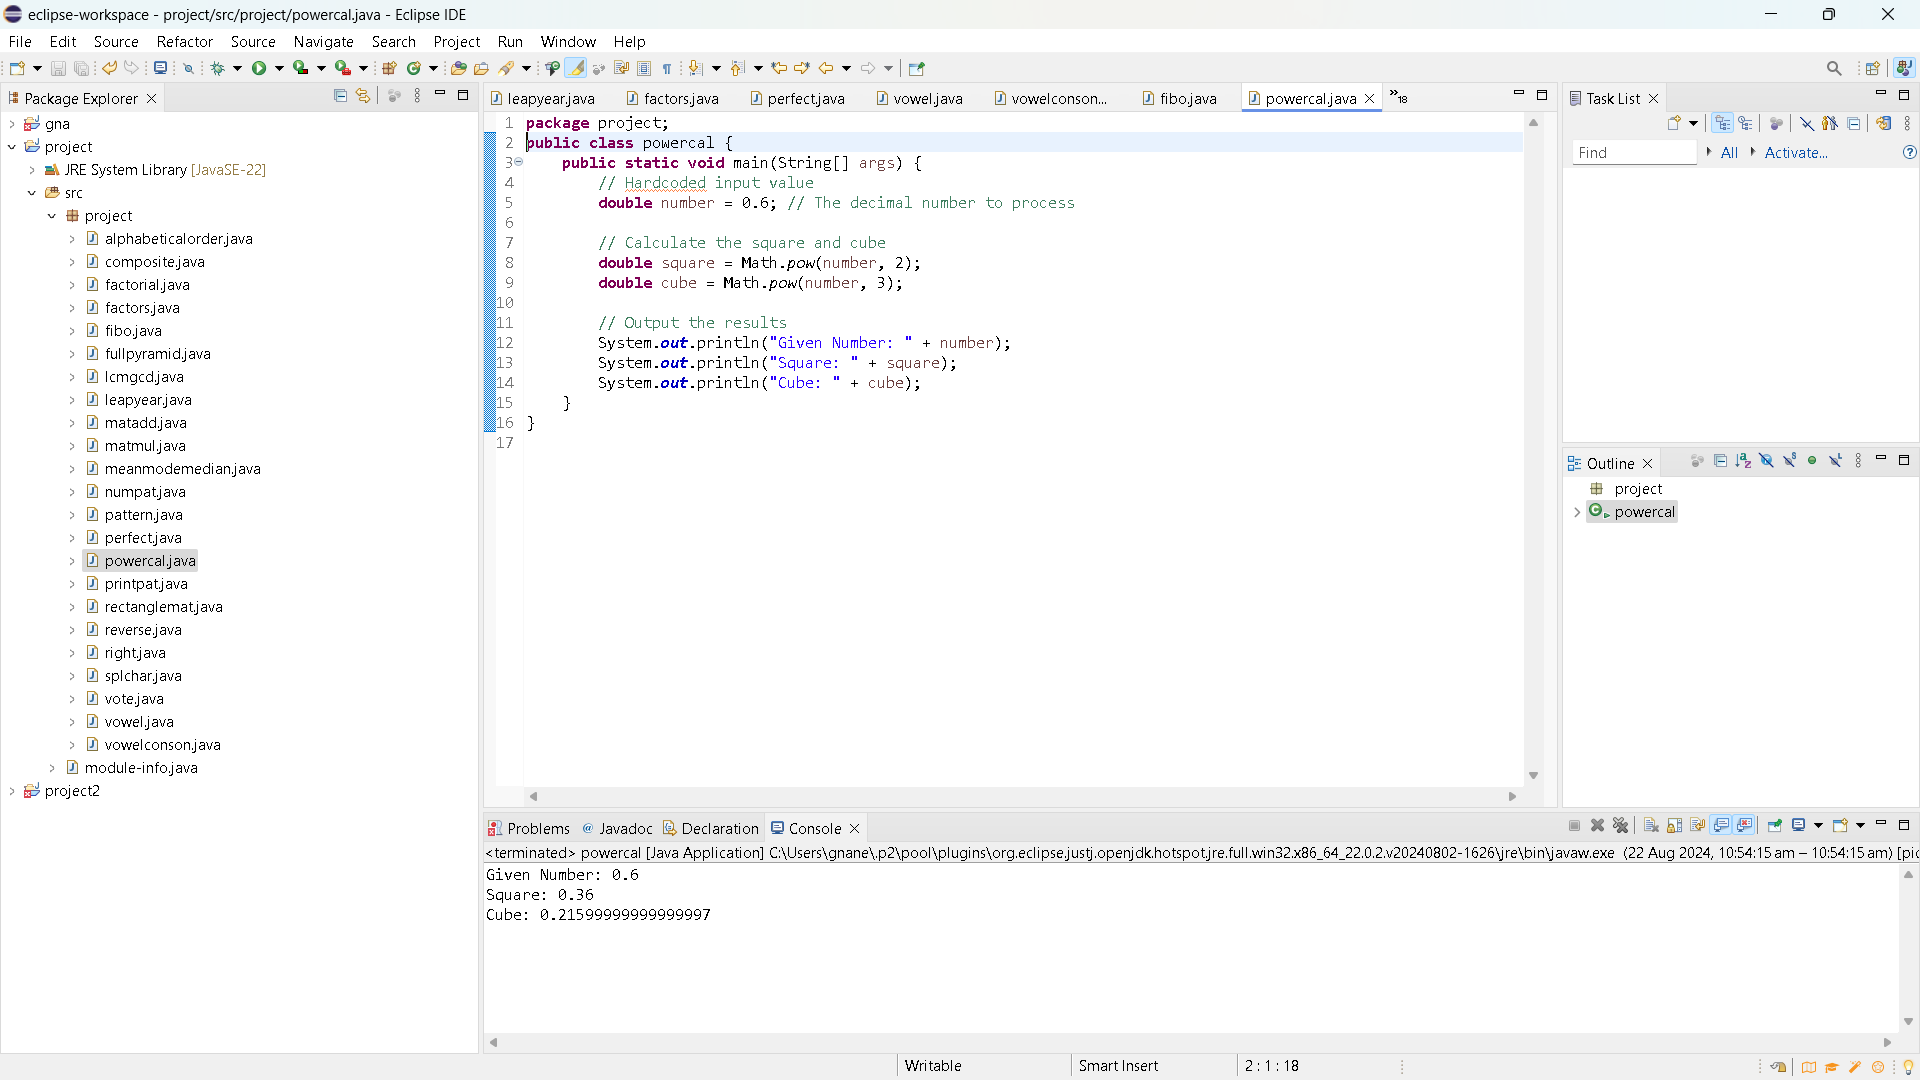 eclipse-workspace - project/src/project/powercal.java - Eclipse IDE
File Edit Source Refactor Source Navigate Search Project Run Window Help
Package Explorer
gna
project
JRE System Library [JavaSE-22]
src
project
alphabeticalorder.java
composite.java
factorial.java
factors.java
fibo.java
fullpyramid.java
lcmgcd.java
leapyear.java
matadd.java
matmul.java
meanmodemedian.java
numpat.java
pattern.java
perfect.java
powercal.java
printpat.java
rectanglemat.java
reverse.java
right.java
splchar.java
vote.java
vowel.java
vowelconson.java
module-info.java
project2
leapyear.java factors.java perfect.java vowel.java vowelconson... fibo.java powercal.java »18
1 package project;
2 public class powercal {
3 public static void main(String[] args) {
4 // Hardcoded input value
5 double number = 0.6; // The decimal number to process
6
7 // Calculate the square and cube
8 double square = Math.pow(number, 2);
9 double cube = Math.pow(number, 3);
10
11 // Output the results
12 System.out.println("Given Number: " + number);
13 System.out.println("Square: " + square);
14 System.out.println("Cube: " + cube);
15 }
16 }
17
Task List
Find All Activate...
Outline
project
powercal
Problems Javadoc Declaration Console
<terminated> powercal [Java Application] C:\Users\gnane\.p2\pool\plugins\org.eclipse.justj.openjdk.hotspot.jre.full.win32.x86_64_22.0.2.v20240802-1626\jre\bin\javaw.exe (22 Aug 2024, 10:54:15 am – 10:54:15 am) [pic
Given Number: 0.6
Square: 0.36
Cube: 0.21599999999999997
Writable Smart Insert 2 : 1 : 18